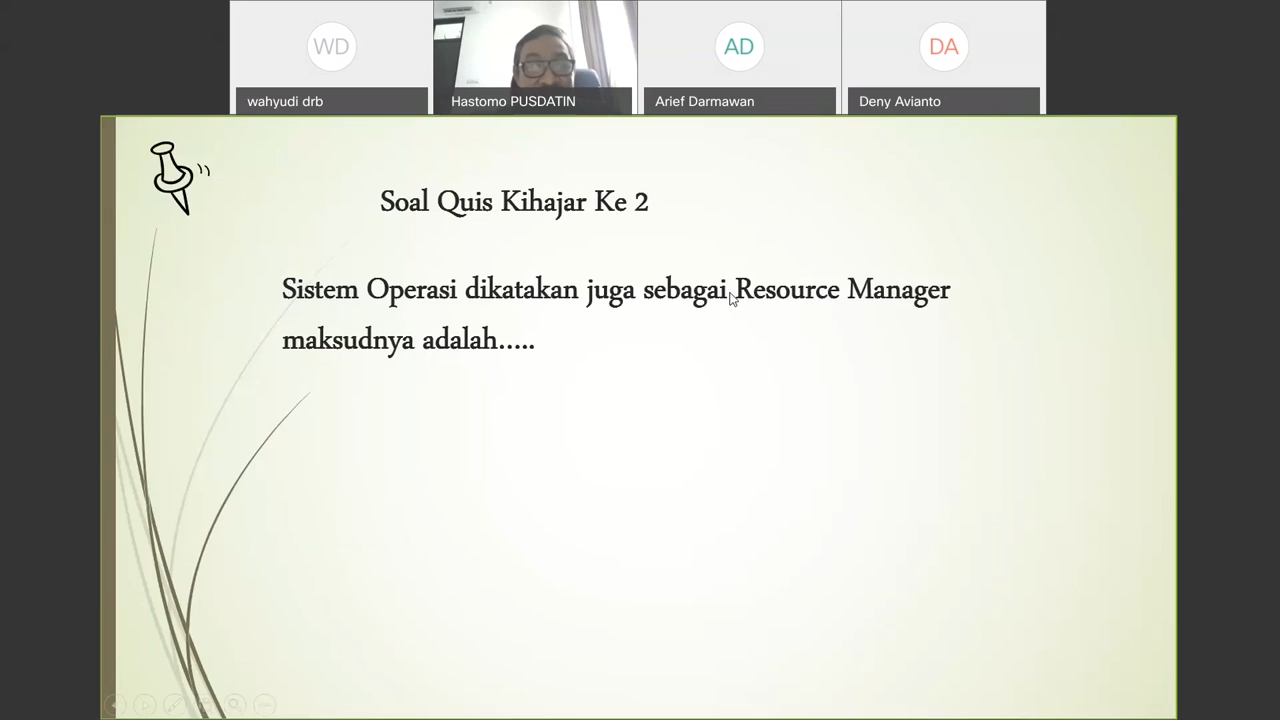 WD
AD
DA
wahyudi drb
Hastomo PUSDATIN
Arief Darmawan
Deny Avianto
Soal Quis Kihajar Ke 2
Sistem Operasi dikatakan juga sebagai Resource Manager
maksudnya adalah.....